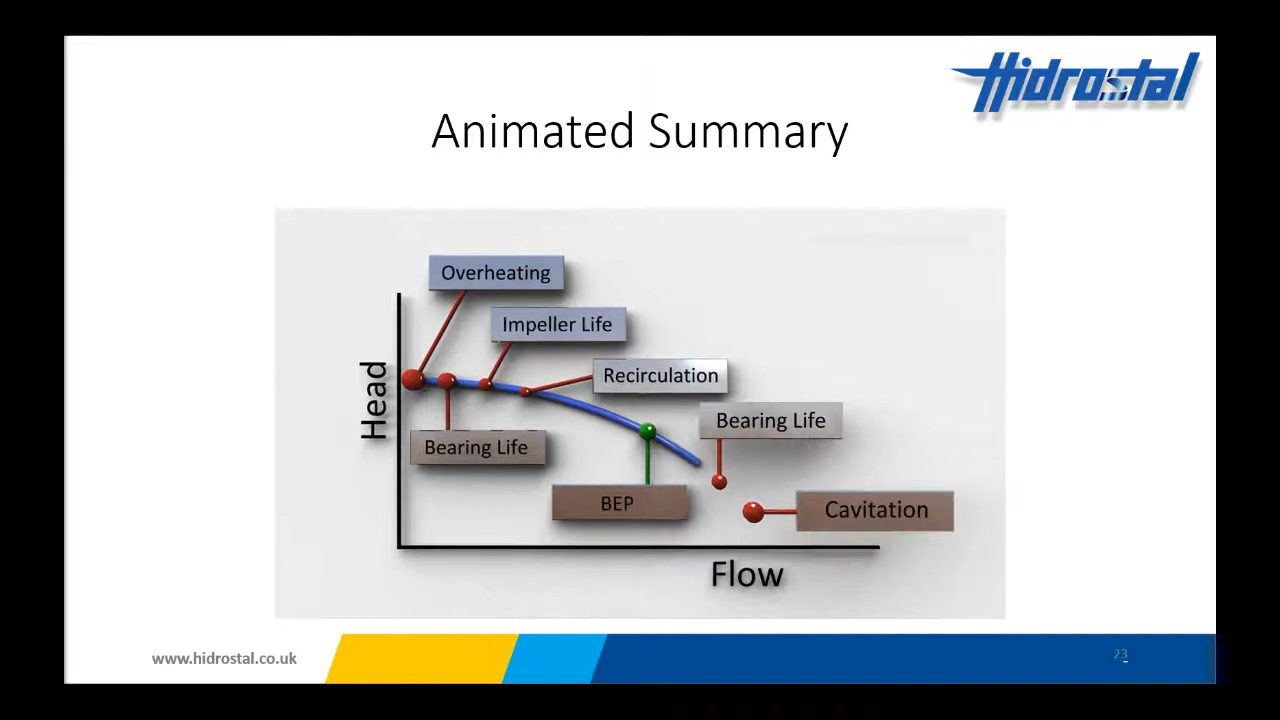 Hidrostal
Animated Summary
Overheating
Impeller Life
Recirculation
Bearing Life
Bearing Life
BEP
Cavitation
Head
Flow
www.hidrostal.co.uk
23